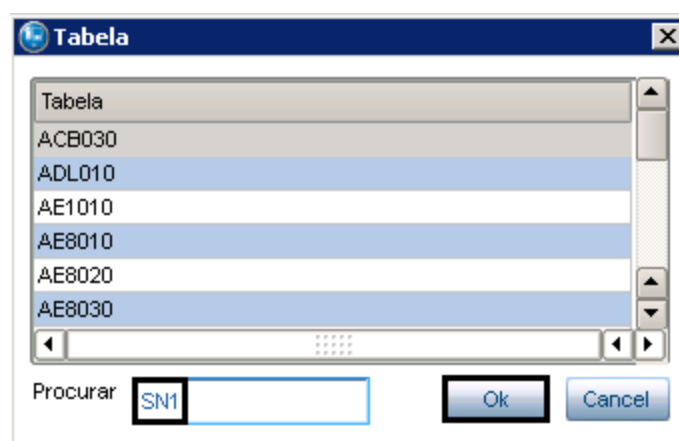 Tabela
Tabela
ACB030
ADL010
AE1010
AE8010
AE8020
AE8030
Procurar SN1 Ok Cancel